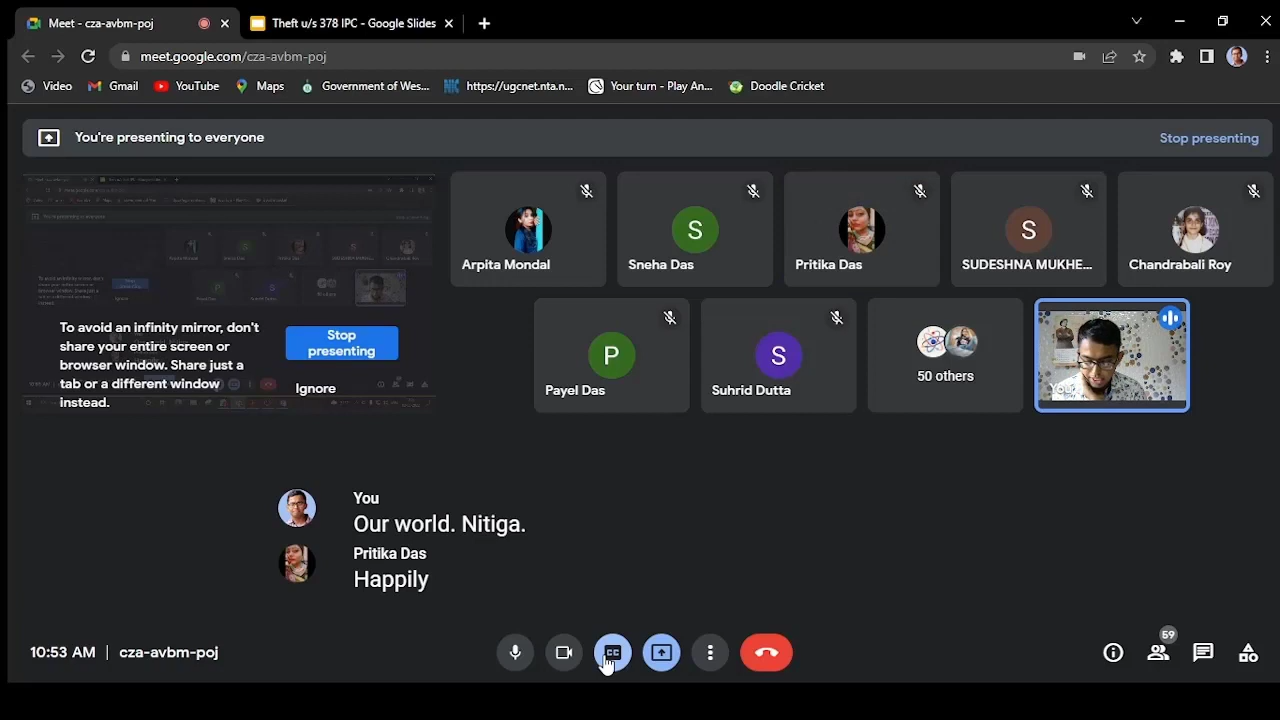 Meet - cza-avbm-poj
Theft u/s 378 IPC - Google Slides
meet.google.com/cza-avbm-poj
Video
Gmail
YouTube
Maps
Government of Wes...
https://ugcnet.nta.n...
Your turn - Play An...
Doodle Cricket
You're presenting to everyone
Stop presenting
Arpita Mondal
S
Sneha Das
Pritika Das
S
SUDESHNA MUKHE...
Chandrabali Roy
To avoid an infinity mirror, don't
share your entire screen or
browser window. Share just a
tab or a different window
instead.
Stop
presenting
Ignore
P
Payel Das
S
Suhrid Dutta
50 others
You
You
Our world. Nitiga.
Pritika Das
Happily
10:53 AM | cza-avbm-poj
CC
59